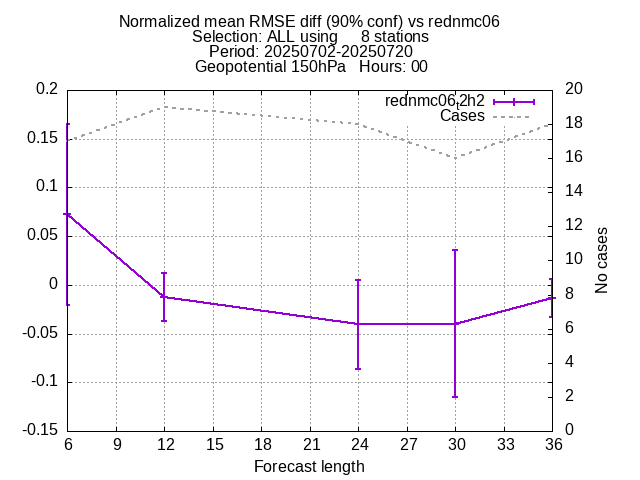 Normalized mean RMSE diff (90% conf) vs rednmc06
Selection: ALL using     8 stations
Period: 20250702-20250720
Geopotential 150hPa   Hours: 00
rednmc06_t2h2
Cases
0.2
0.15
0.1
0.05
0
-0.05
-0.1
-0.15
20
18
16
14
12
10
8
6
4
2
0
No cases
6 9 12 15 18 21 24 27 30 33 36
Forecast length